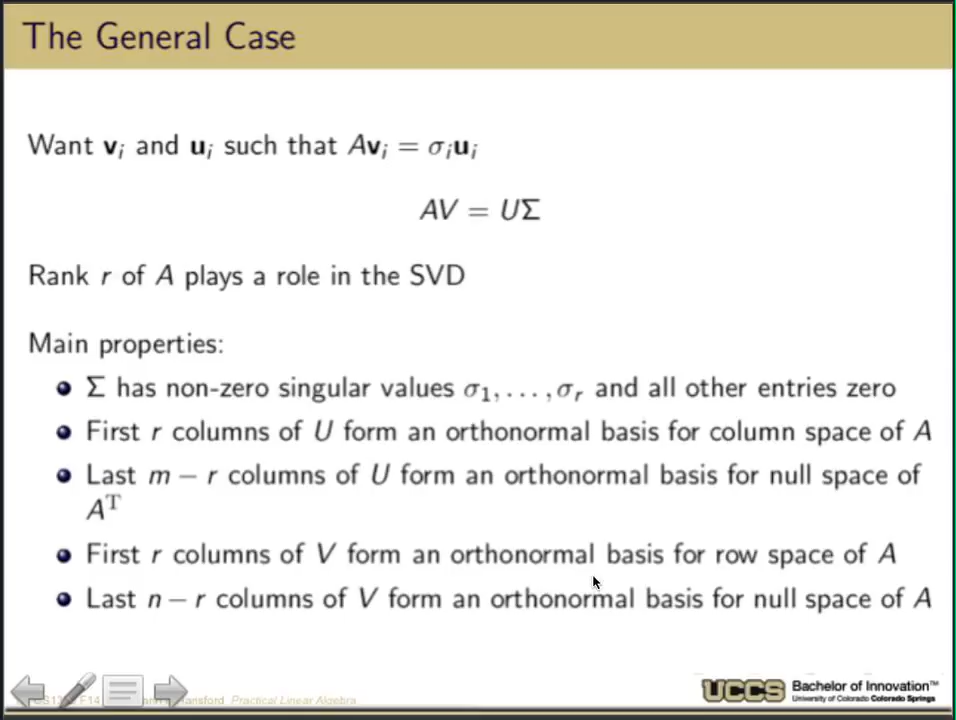 The General Case
Want vᵢ and uᵢ such that Avᵢ = σᵢuᵢ
AV = UΣ
Rank r of A plays a role in the SVD
Main properties:
Σ has non-zero singular values σ₁, . . . , σᵣ and all other entries zero
First r columns of U form an orthonormal basis for column space of A
Last m − r columns of U form an orthonormal basis for null space of
Aᵀ
First r columns of V form an orthonormal basis for row space of A
Last n − r columns of V form an orthonormal basis for null space of A
F14 Practical Linear Algebra
UCCS Bachelor of Innovation™
University of Colorado Colorado Springs